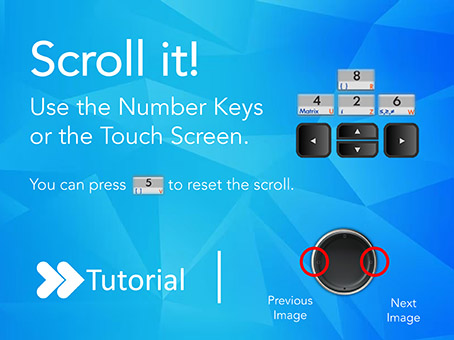 Scroll it!
Use the Number Keys
or the Touch Screen.
8
[ ] R
4 2 6
Matrix U i Z ≤,≥,≠ W
You can press 5 to reset the scroll.
[ ] V
Tutorial
Previous
Image
Next
Image